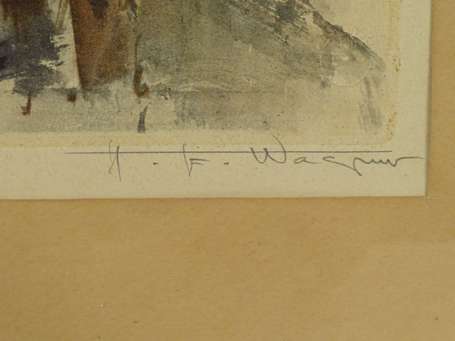 H. F. Wagner